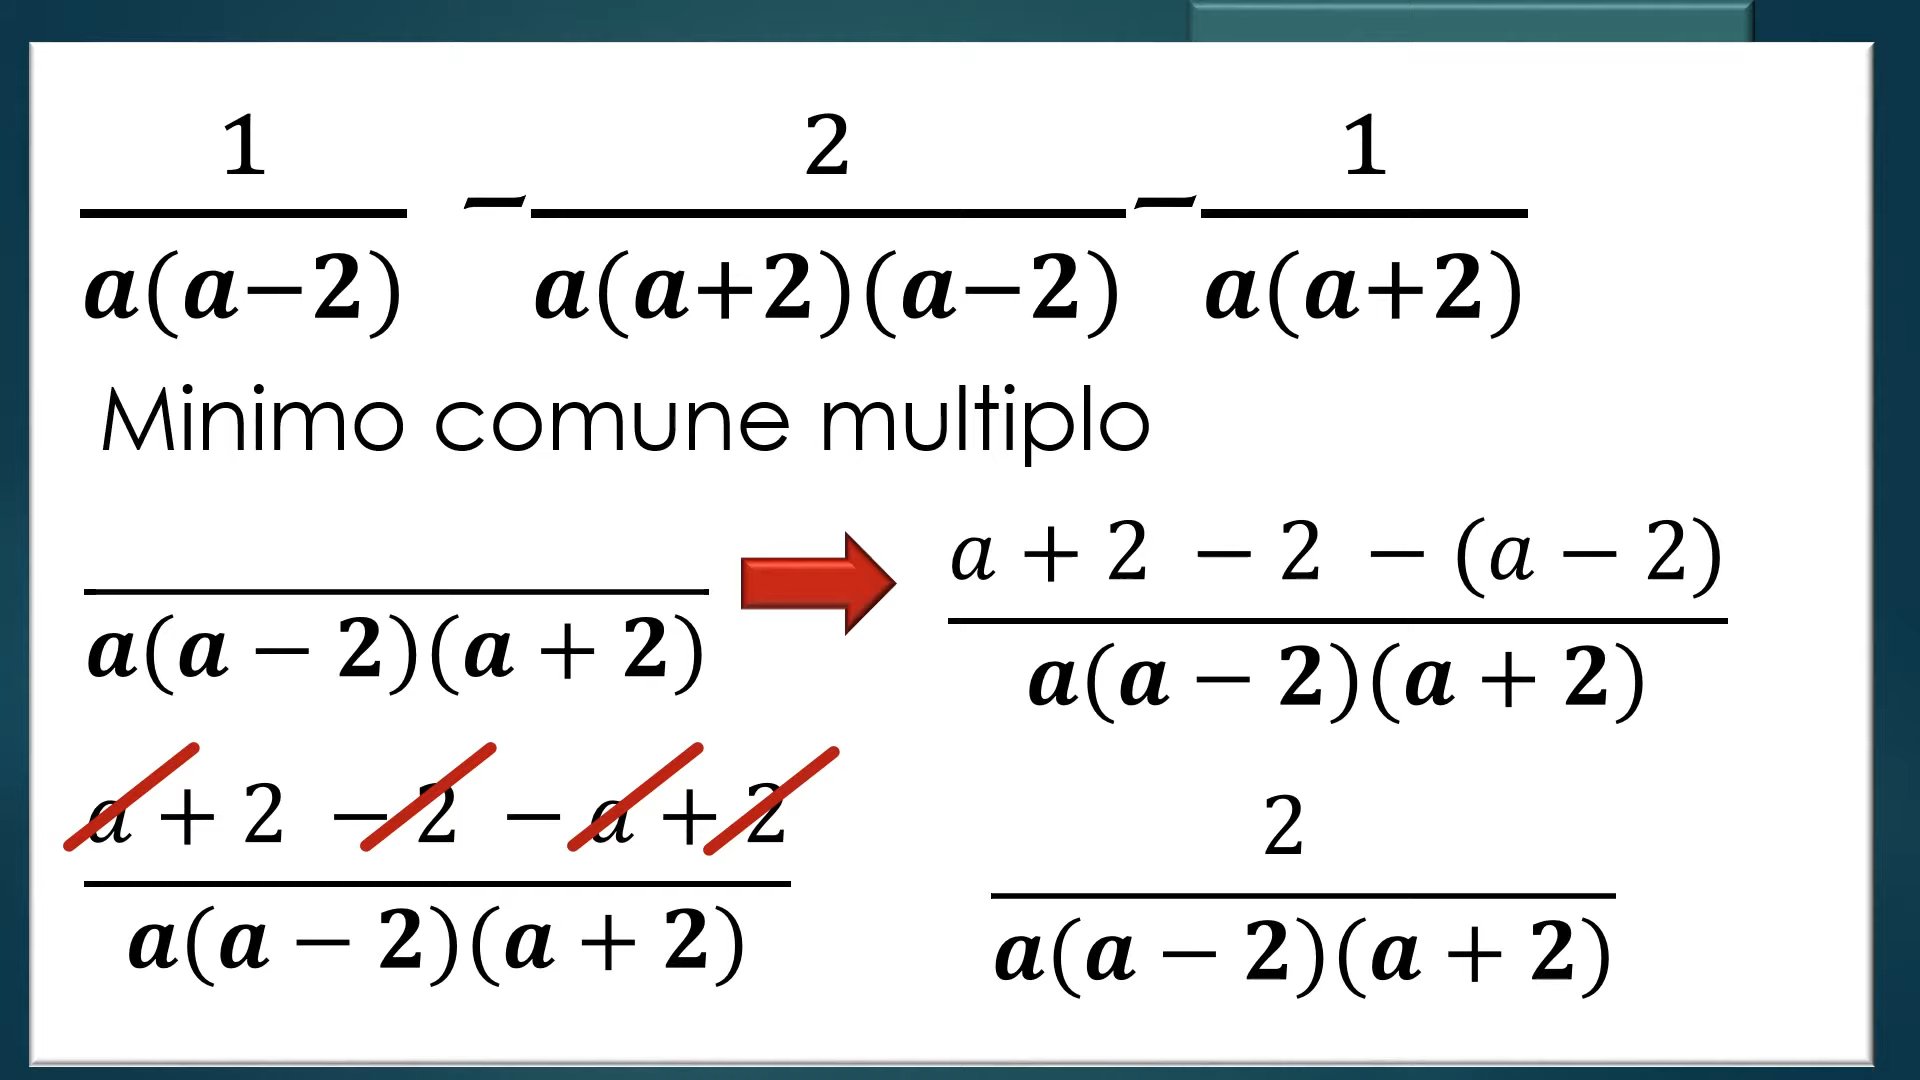 1 2 1
a(a−2) − a(a+2)(a−2) − a(a+2)
Minimo comune multiplo
a + 2 − 2 − (a − 2)
a(a − 2)(a + 2) a(a − 2)(a + 2)
a + 2 − 2 − a + 2 2
a(a − 2)(a + 2) a(a − 2)(a + 2)